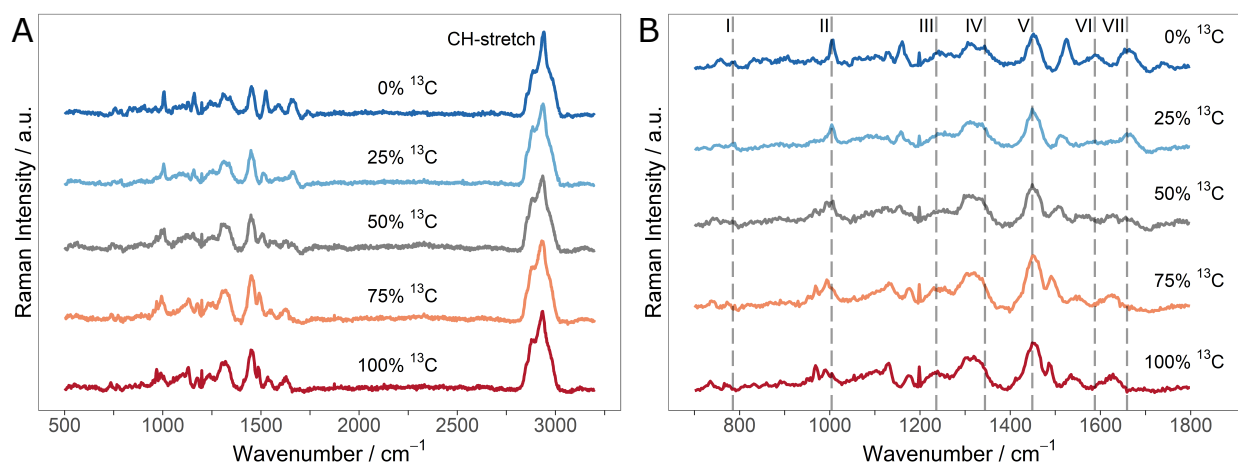 A
CH-stretch
0% ¹³C
25% ¹³C
50% ¹³C
75% ¹³C
100% ¹³C
Raman Intensity / a.u.
500 1000 1500 2000 2500 3000
Wavenumber / cm⁻¹
B
I II III IV V VI VII
0% ¹³C
25% ¹³C
50% ¹³C
75% ¹³C
100% ¹³C
Raman Intensity / a.u.
800 1000 1200 1400 1600 1800
Wavenumber / cm⁻¹